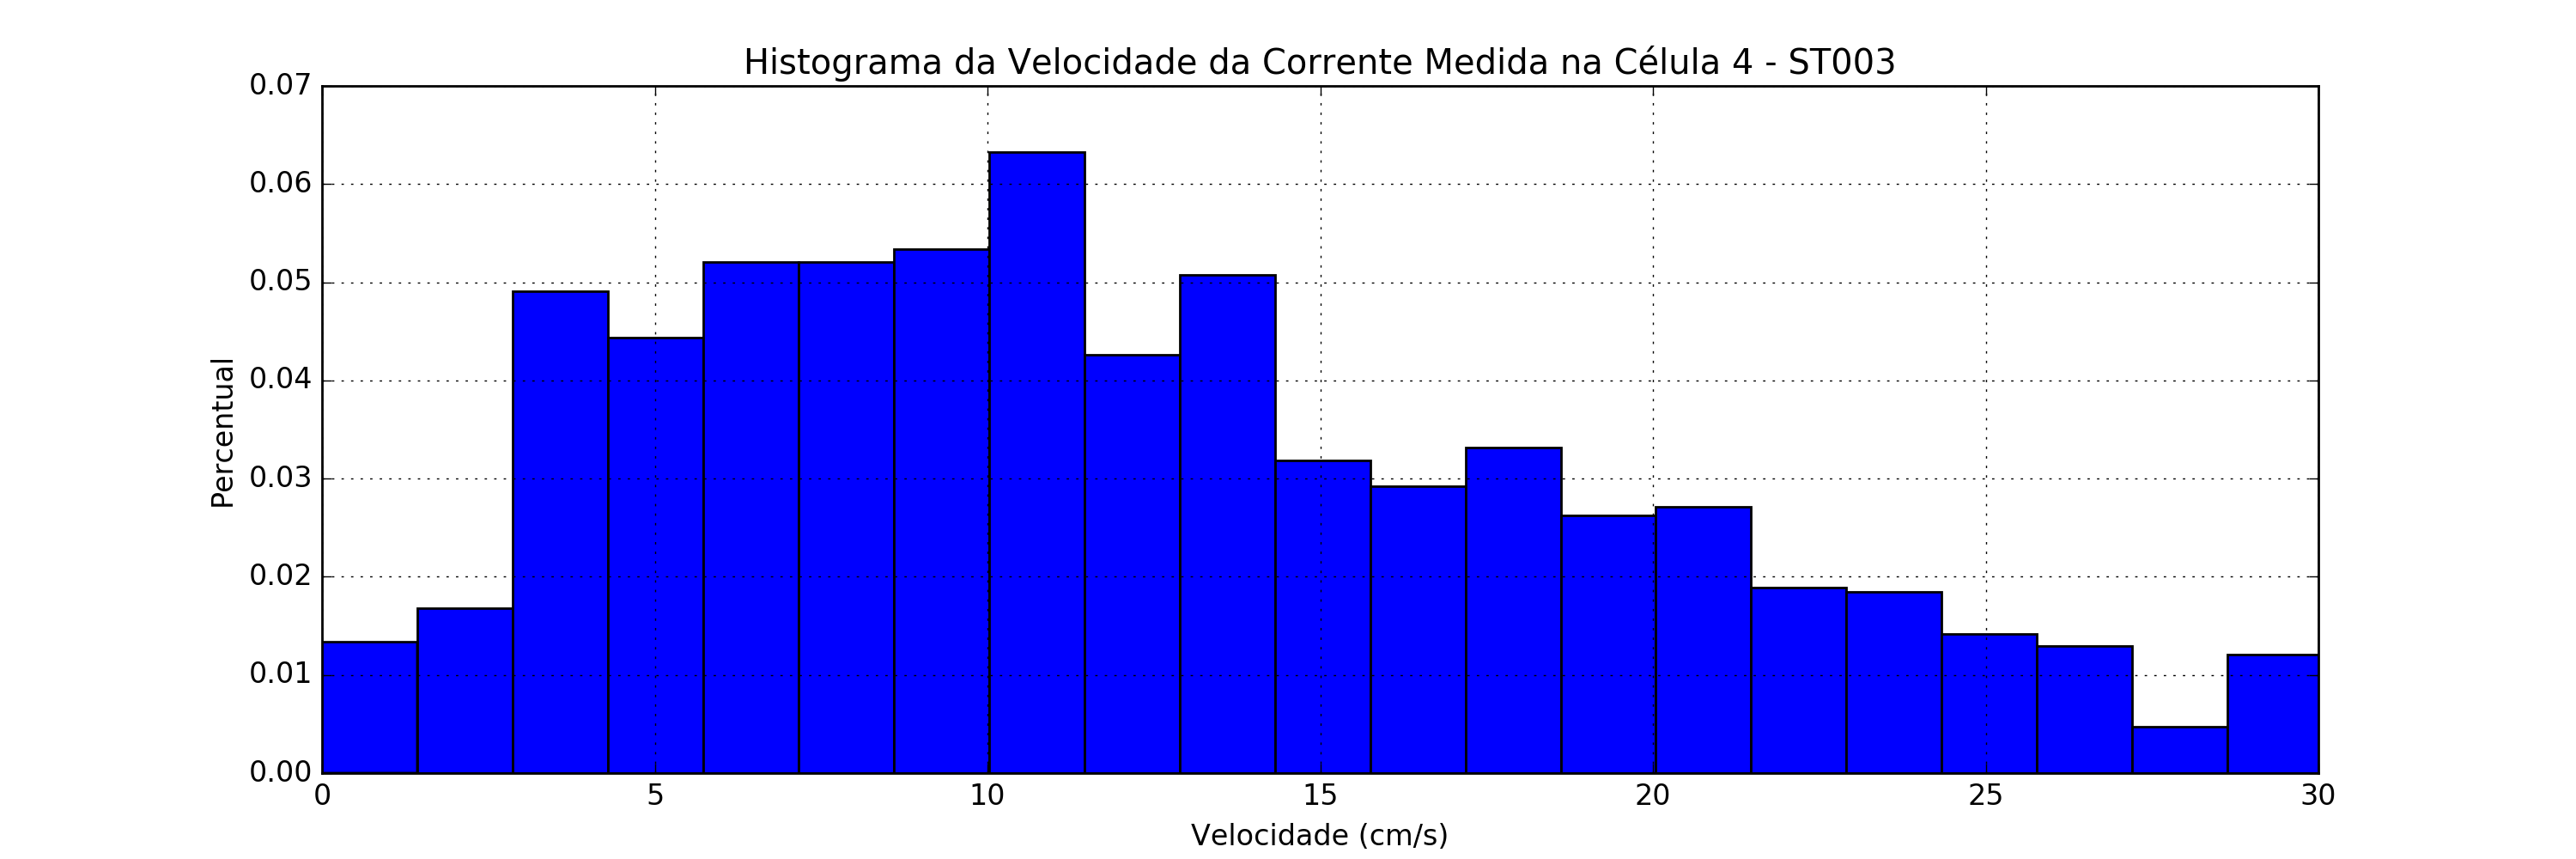 Histograma da Velocidade da Corrente Medida na Célula 4 - ST003
0.07
0.06
0.05
0.04
0.03
0.02
0.01
0.00
Percentual
0 5 10 15 20 25 30
Velocidade (cm/s)